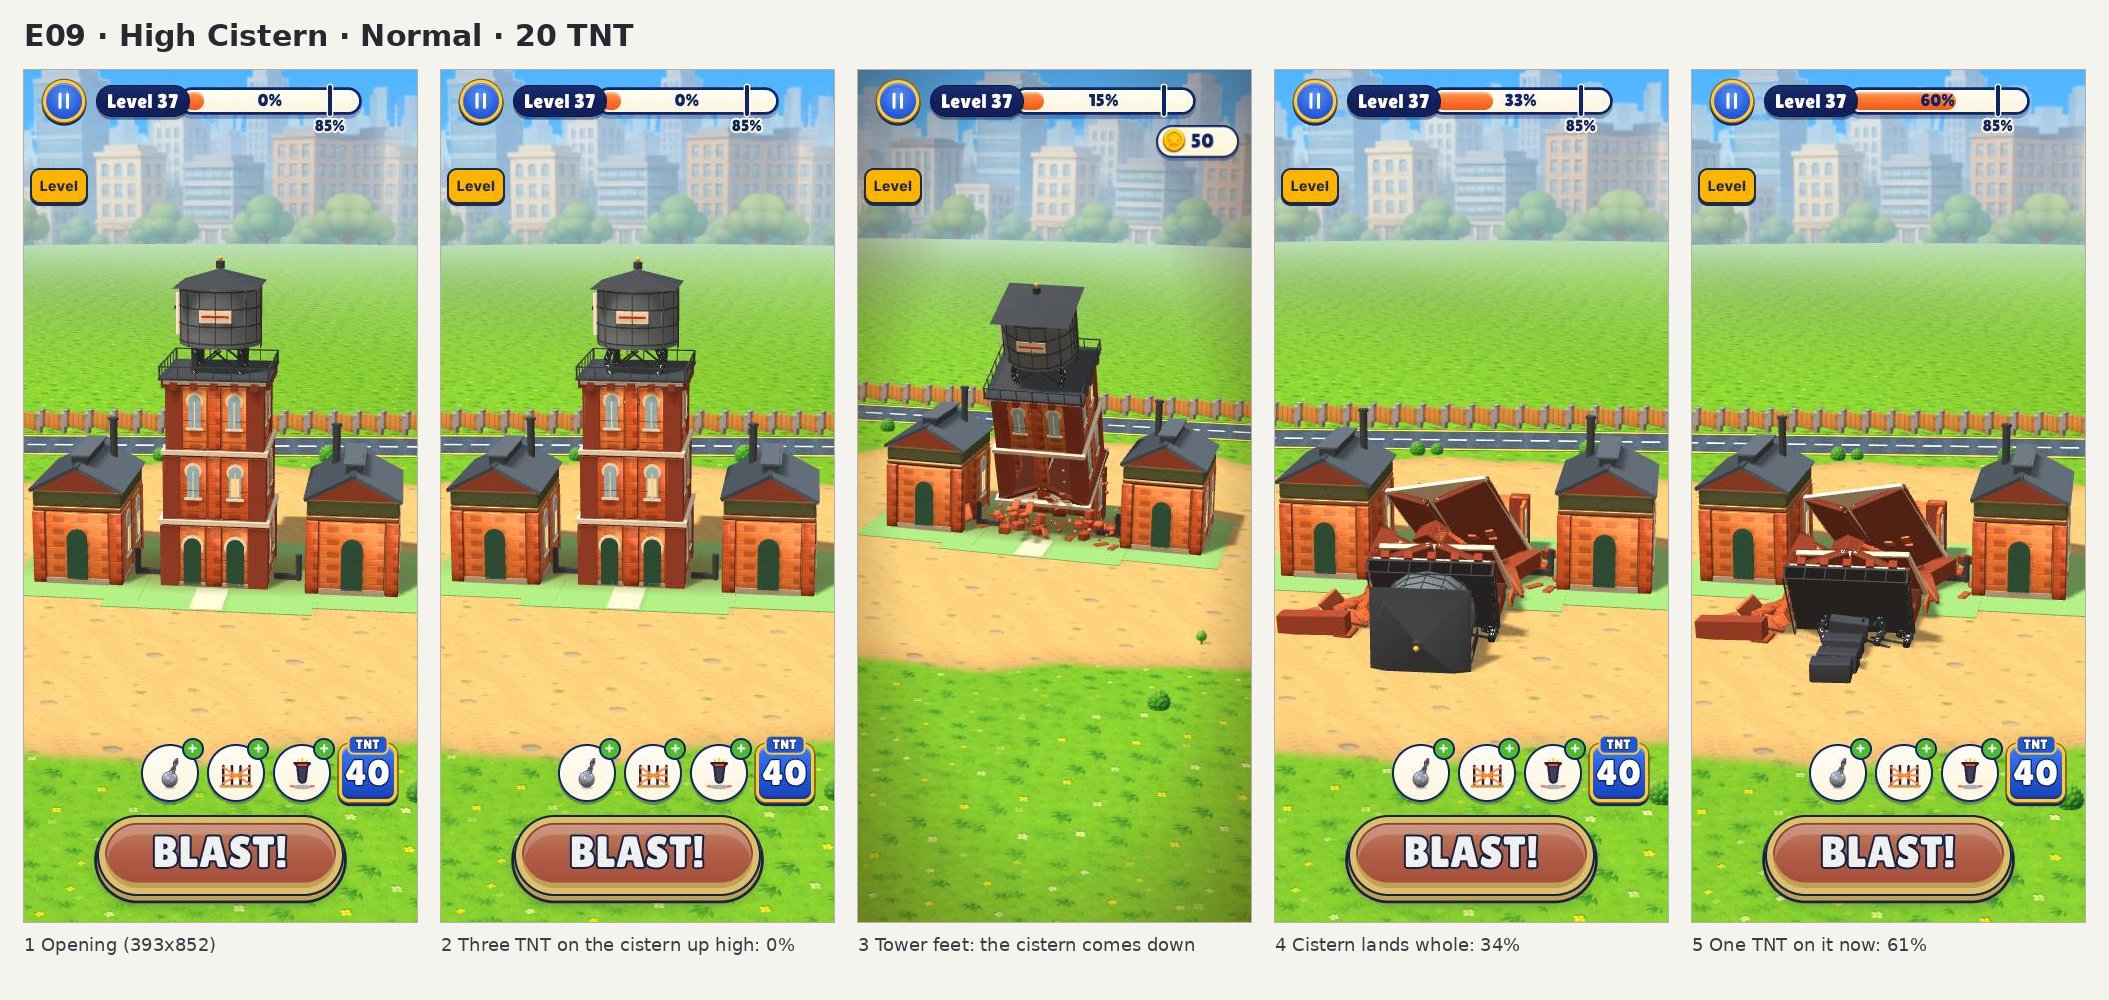 E09 · High Cistern · Normal · 20 TNT
Level 37
0%
85%
Level
TNT
40
BLAST!
1 Opening (393x852)
Level 37
0%
85%
Level
TNT
40
BLAST!
2 Three TNT on the cistern up high: 0%
Level 37
15%
50
Level
3 Tower feet: the cistern comes down
Level 37
33%
85%
Level
TNT
40
BLAST!
4 Cistern lands whole: 34%
Level 37
60%
85%
Level
TNT
40
BLAST!
5 One TNT on it now: 61%